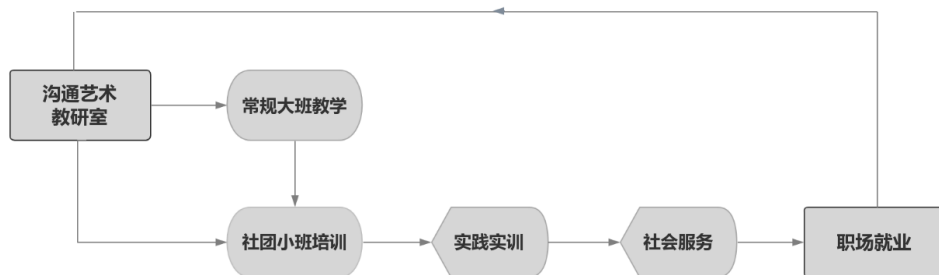 沟通艺术
教研室
常规大班教学
社团小班培训
实践实训
社会服务
职场就业